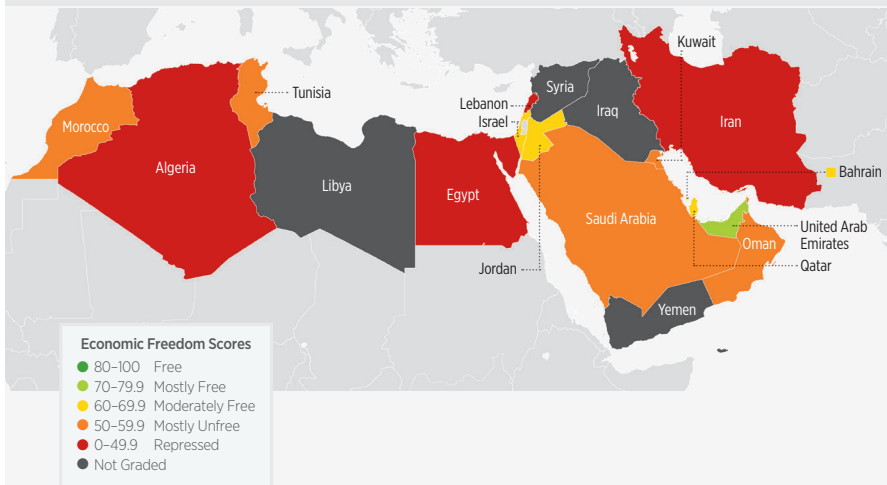 Kuwait
Tunisia
Syria
Lebanon
Israel
Iraq
Iran
Morocco
Algeria
Bahrain
Libya
Egypt
Saudi Arabia
United Arab
Emirates
Oman
Jordan
Qatar
Yemen
Economic Freedom Scores
80–100 Free
70–79.9 Mostly Free
60–69.9 Moderately Free
50–59.9 Mostly Unfree
0–49.9 Repressed
Not Graded